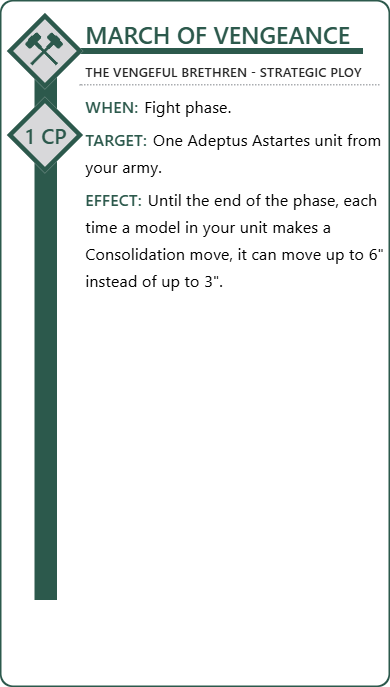 MARCH OF VENGEANCE
THE VENGEFUL BRETHREN - STRATEGIC PLOY
WHEN: Fight phase.
1 CP
TARGET: One Adeptus Astartes unit from
your army.
EFFECT: Until the end of the phase, each
time a model in your unit makes a
Consolidation move, it can move up to 6"
instead of up to 3".